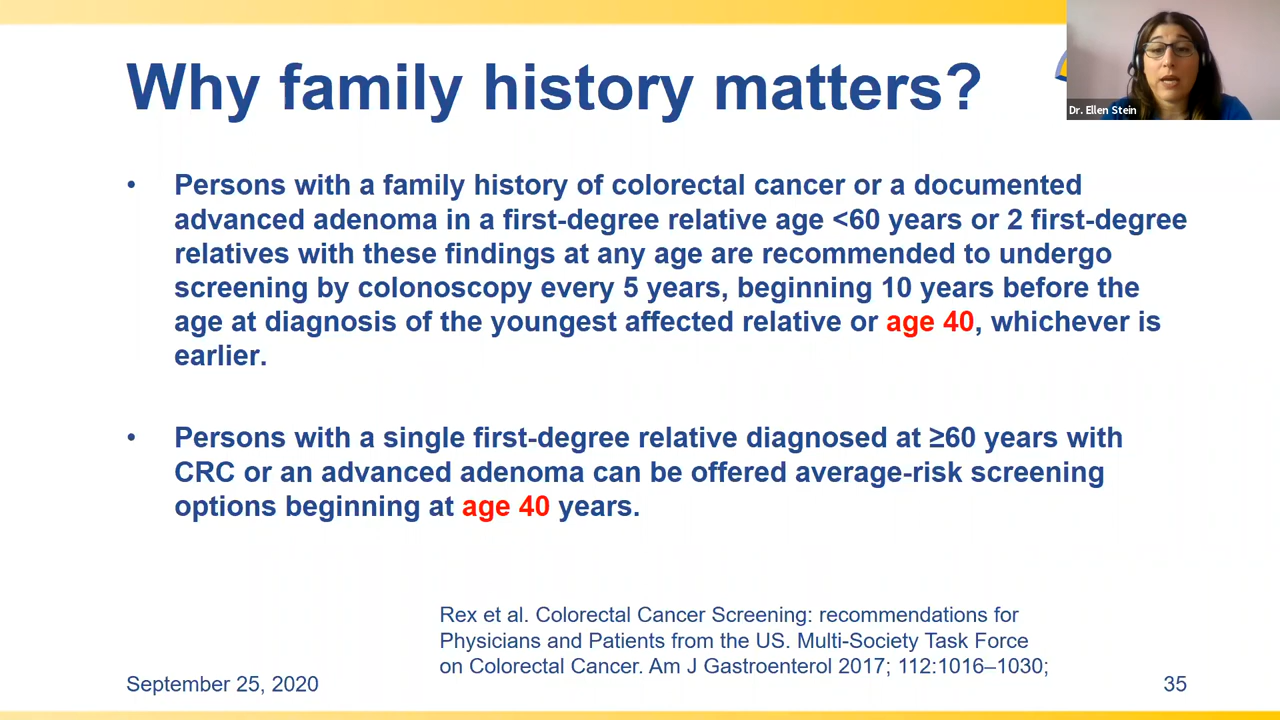 Why family history matters?
Dr. Ellen Stein
• Persons with a family history of colorectal cancer or a documented
advanced adenoma in a first-degree relative age <60 years or 2 first-degree
relatives with these findings at any age are recommended to undergo
screening by colonoscopy every 5 years, beginning 10 years before the
age at diagnosis of the youngest affected relative or age 40, whichever is
earlier.
• Persons with a single first-degree relative diagnosed at ≥60 years with
CRC or an advanced adenoma can be offered average-risk screening
options beginning at age 40 years.
Rex et al. Colorectal Cancer Screening: recommendations for
Physicians and Patients from the US. Multi-Society Task Force
on Colorectal Cancer. Am J Gastroenterol 2017; 112:1016–1030;
September 25, 2020
35